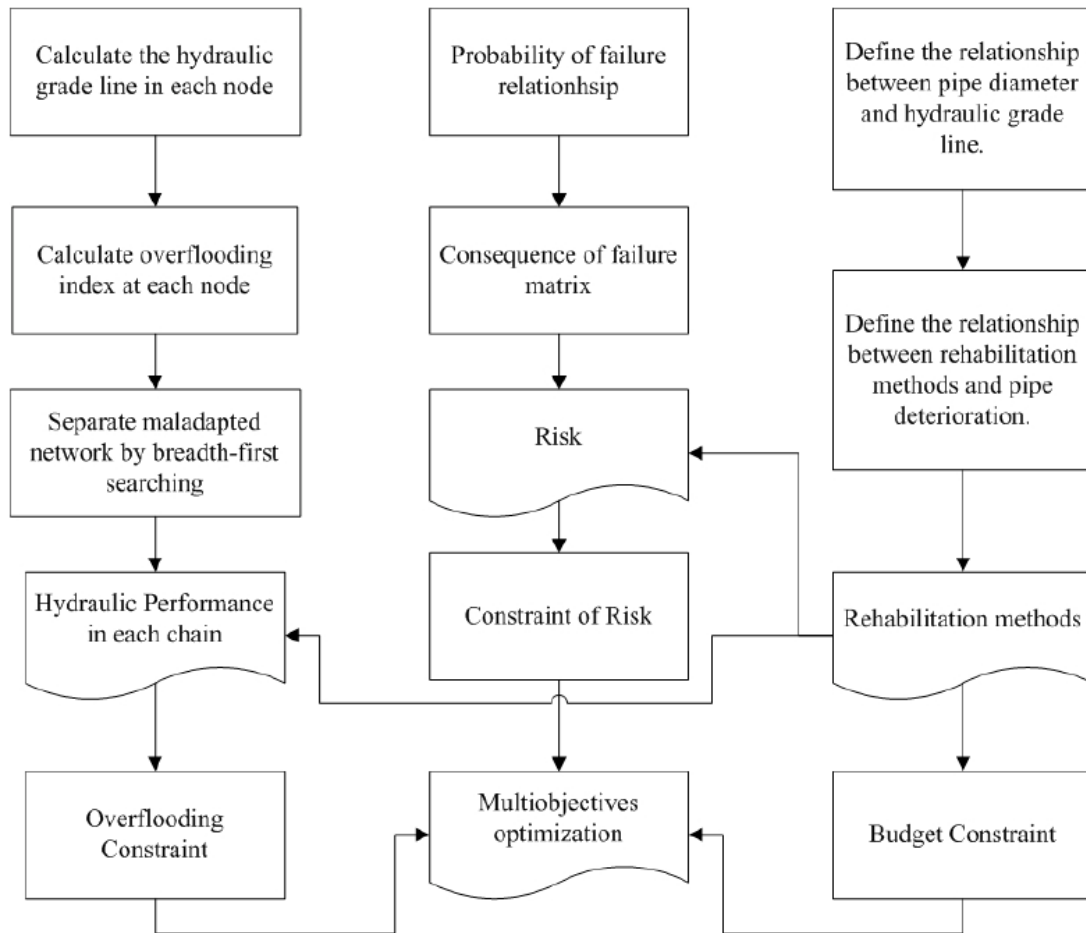 Calculate the hydraulic
grade line in each node
Calculate overflooding
index at each node
Separate maladapted
network by breadth-first
searching
Hydraulic Performance
in each chain
Overflooding
Constraint
Probability of failure
relationhsip
Consequence of failure
matrix
Risk
Constraint of Risk
Multiobjectives
optimization
Define the relationship
between pipe diameter
and hydraulic grade
line.
Define the relationship
between rehabilitation
methods and pipe
deterioration.
Rehabilitation methods
Budget Constraint